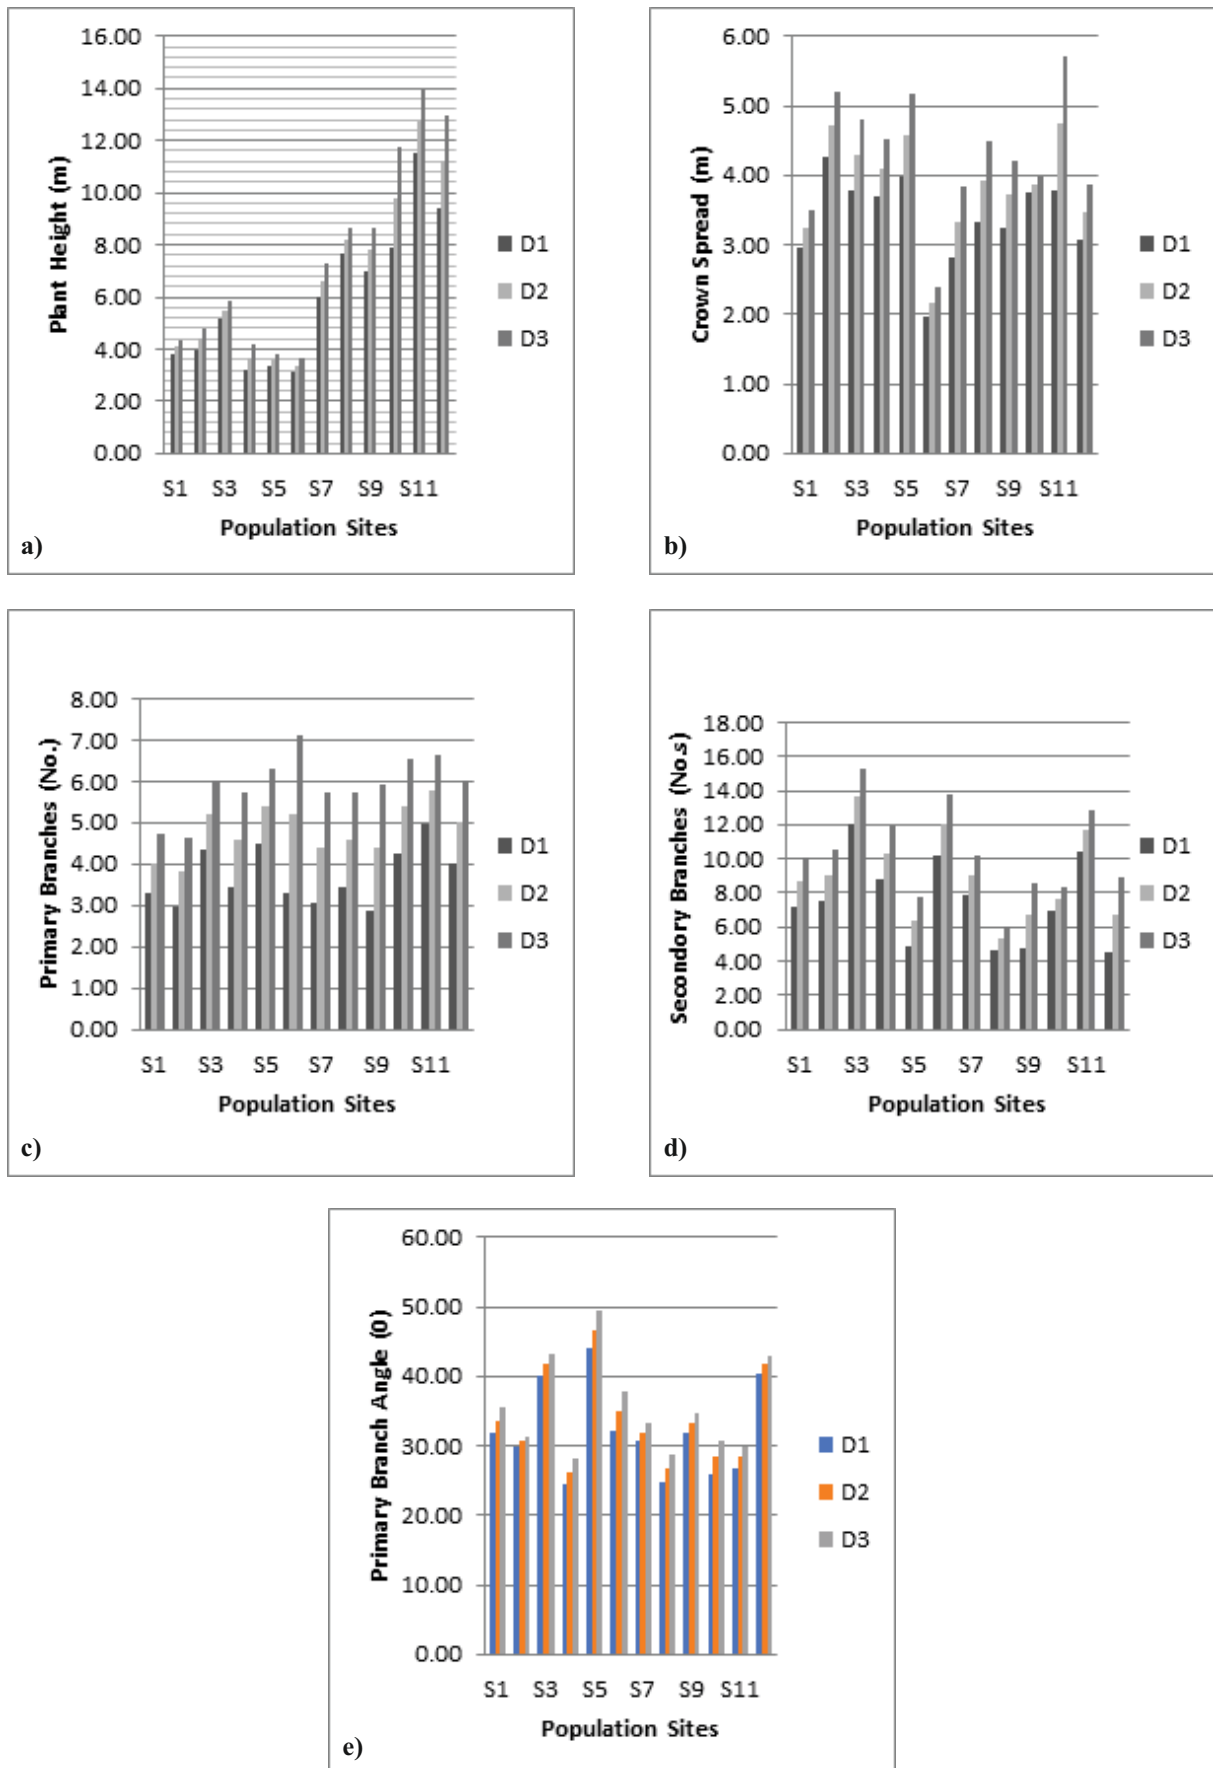 16.00
14.00
12.00
10.00
8.00
6.00
4.00
2.00
0.00
Plant Height (m)
S1 S3 S5 S7 S9 S11
Population Sites
D1
D2
D3
a)
6.00
5.00
4.00
3.00
2.00
1.00
0.00
Crown Spread (m)
S1 S3 S5 S7 S9 S11
Population Sites
D1
D2
D3
b)
8.00
7.00
6.00
5.00
4.00
3.00
2.00
1.00
0.00
Primary Branches (No.)
S1 S3 S5 S7 S9 S11
Population Sites
D1
D2
D3
c)
18.00
16.00
14.00
12.00
10.00
8.00
6.00
4.00
2.00
0.00
Secondory Branches (No.s)
S1 S3 S5 S7 S9 S11
Population Sites
D1
D2
D3
d)
60.00
50.00
40.00
30.00
20.00
10.00
0.00
Primary Branch Angle (0)
S1 S3 S5 S7 S9 S11
Population Sites
D1
D2
D3
e)